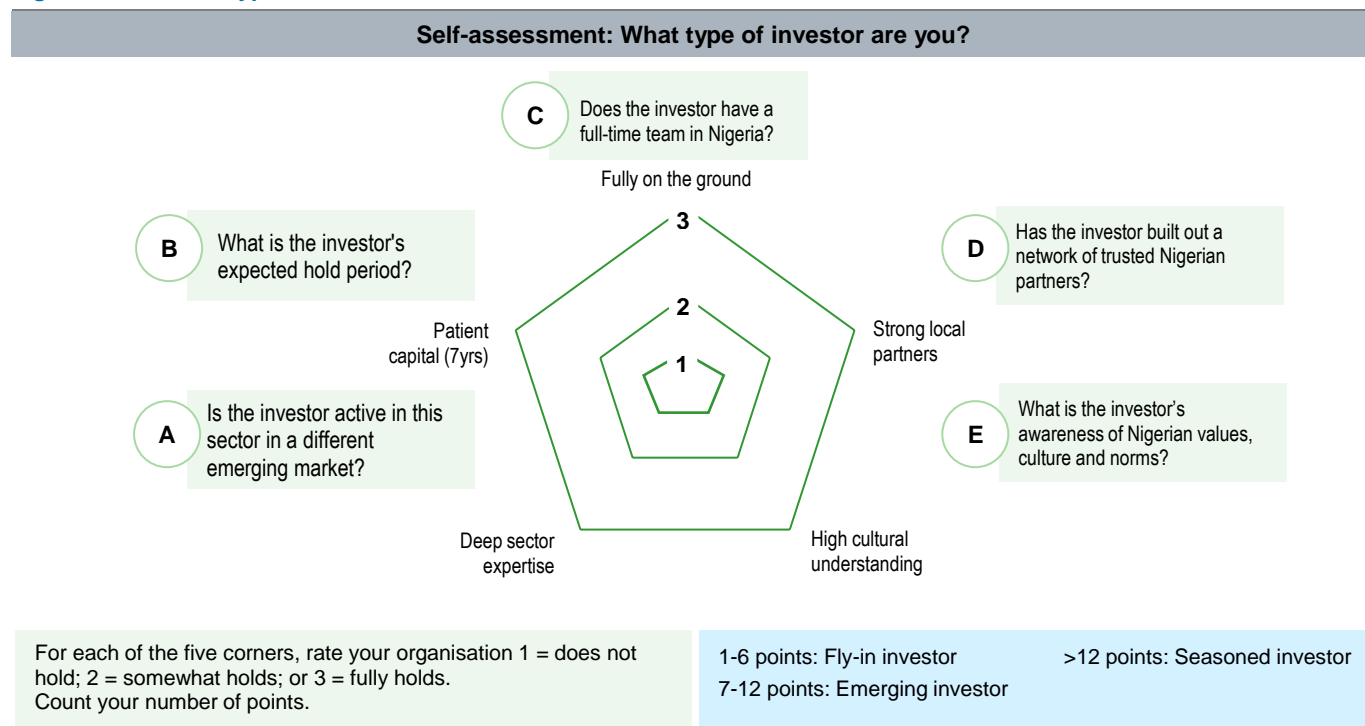 Self-assessment: What type of investor are you?
C
Does the investor have a
full-time team in Nigeria?
Fully on the ground
B
What is the investor's
expected hold period?
D
Has the investor built out a
network of trusted Nigerian
partners?
3
2
1
Patient
capital (7yrs)
Strong local
partners
A
Is the investor active in this
sector in a different
emerging market?
E
What is the investor’s
awareness of Nigerian values,
culture and norms?
Deep sector
expertise
High cultural
understanding
For each of the five corners, rate your organisation 1 = does not
hold; 2 = somewhat holds; or 3 = fully holds.
Count your number of points.
1-6 points: Fly-in investor
7-12 points: Emerging investor
>12 points: Seasoned investor